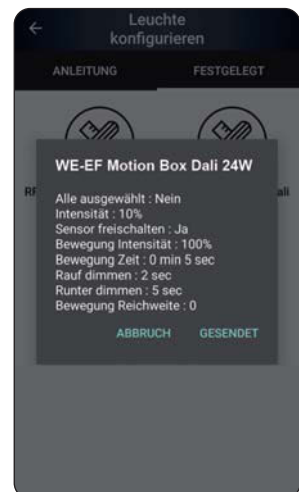 Leuchte
konfigurieren
ANLEITUNG FESTGELEGT
WE-EF Motion Box Dali 24W
Alle ausgewählt : Nein
Intensität : 10%
Sensor freischalten : Ja
Bewegung Intensität : 100%
Bewegung Zeit : 0 min 5 sec
Rauf dimmen : 2 sec
Runter dimmen : 5 sec
Bewegung Reichweite : 0
ABBRUCH GESENDET